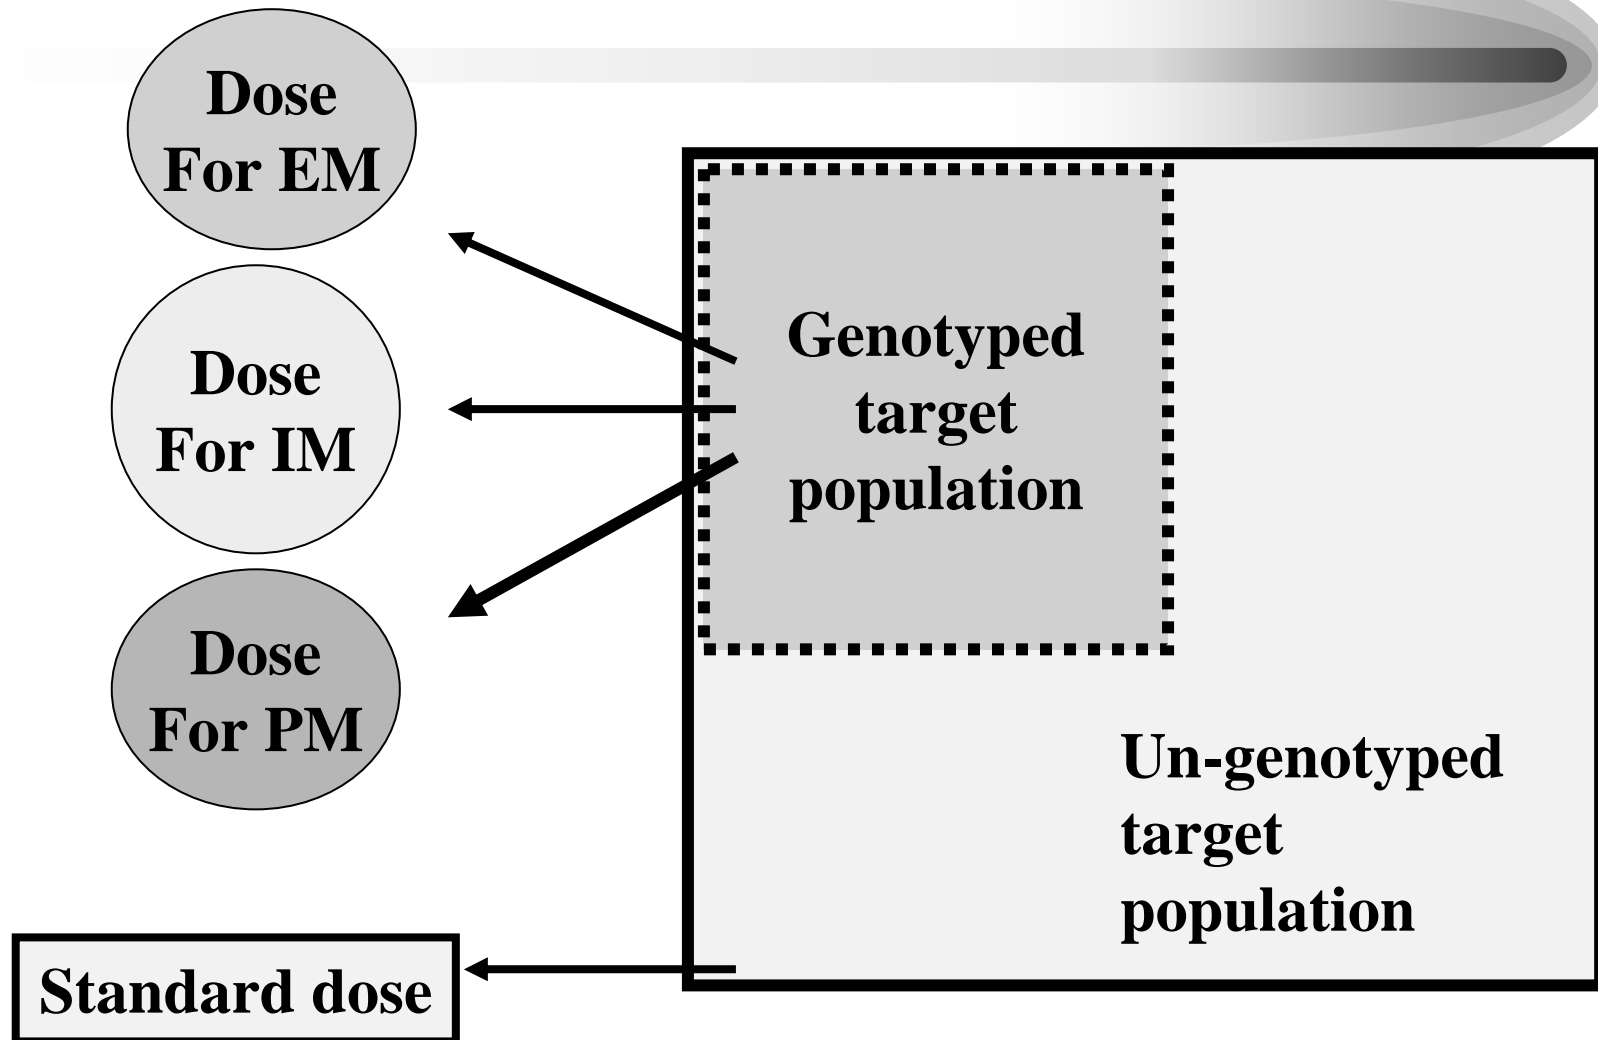 Dose
For EM
Dose
For IM
Dose
For PM
Standard dose
Genotyped
target
population
Un-genotyped
target
population